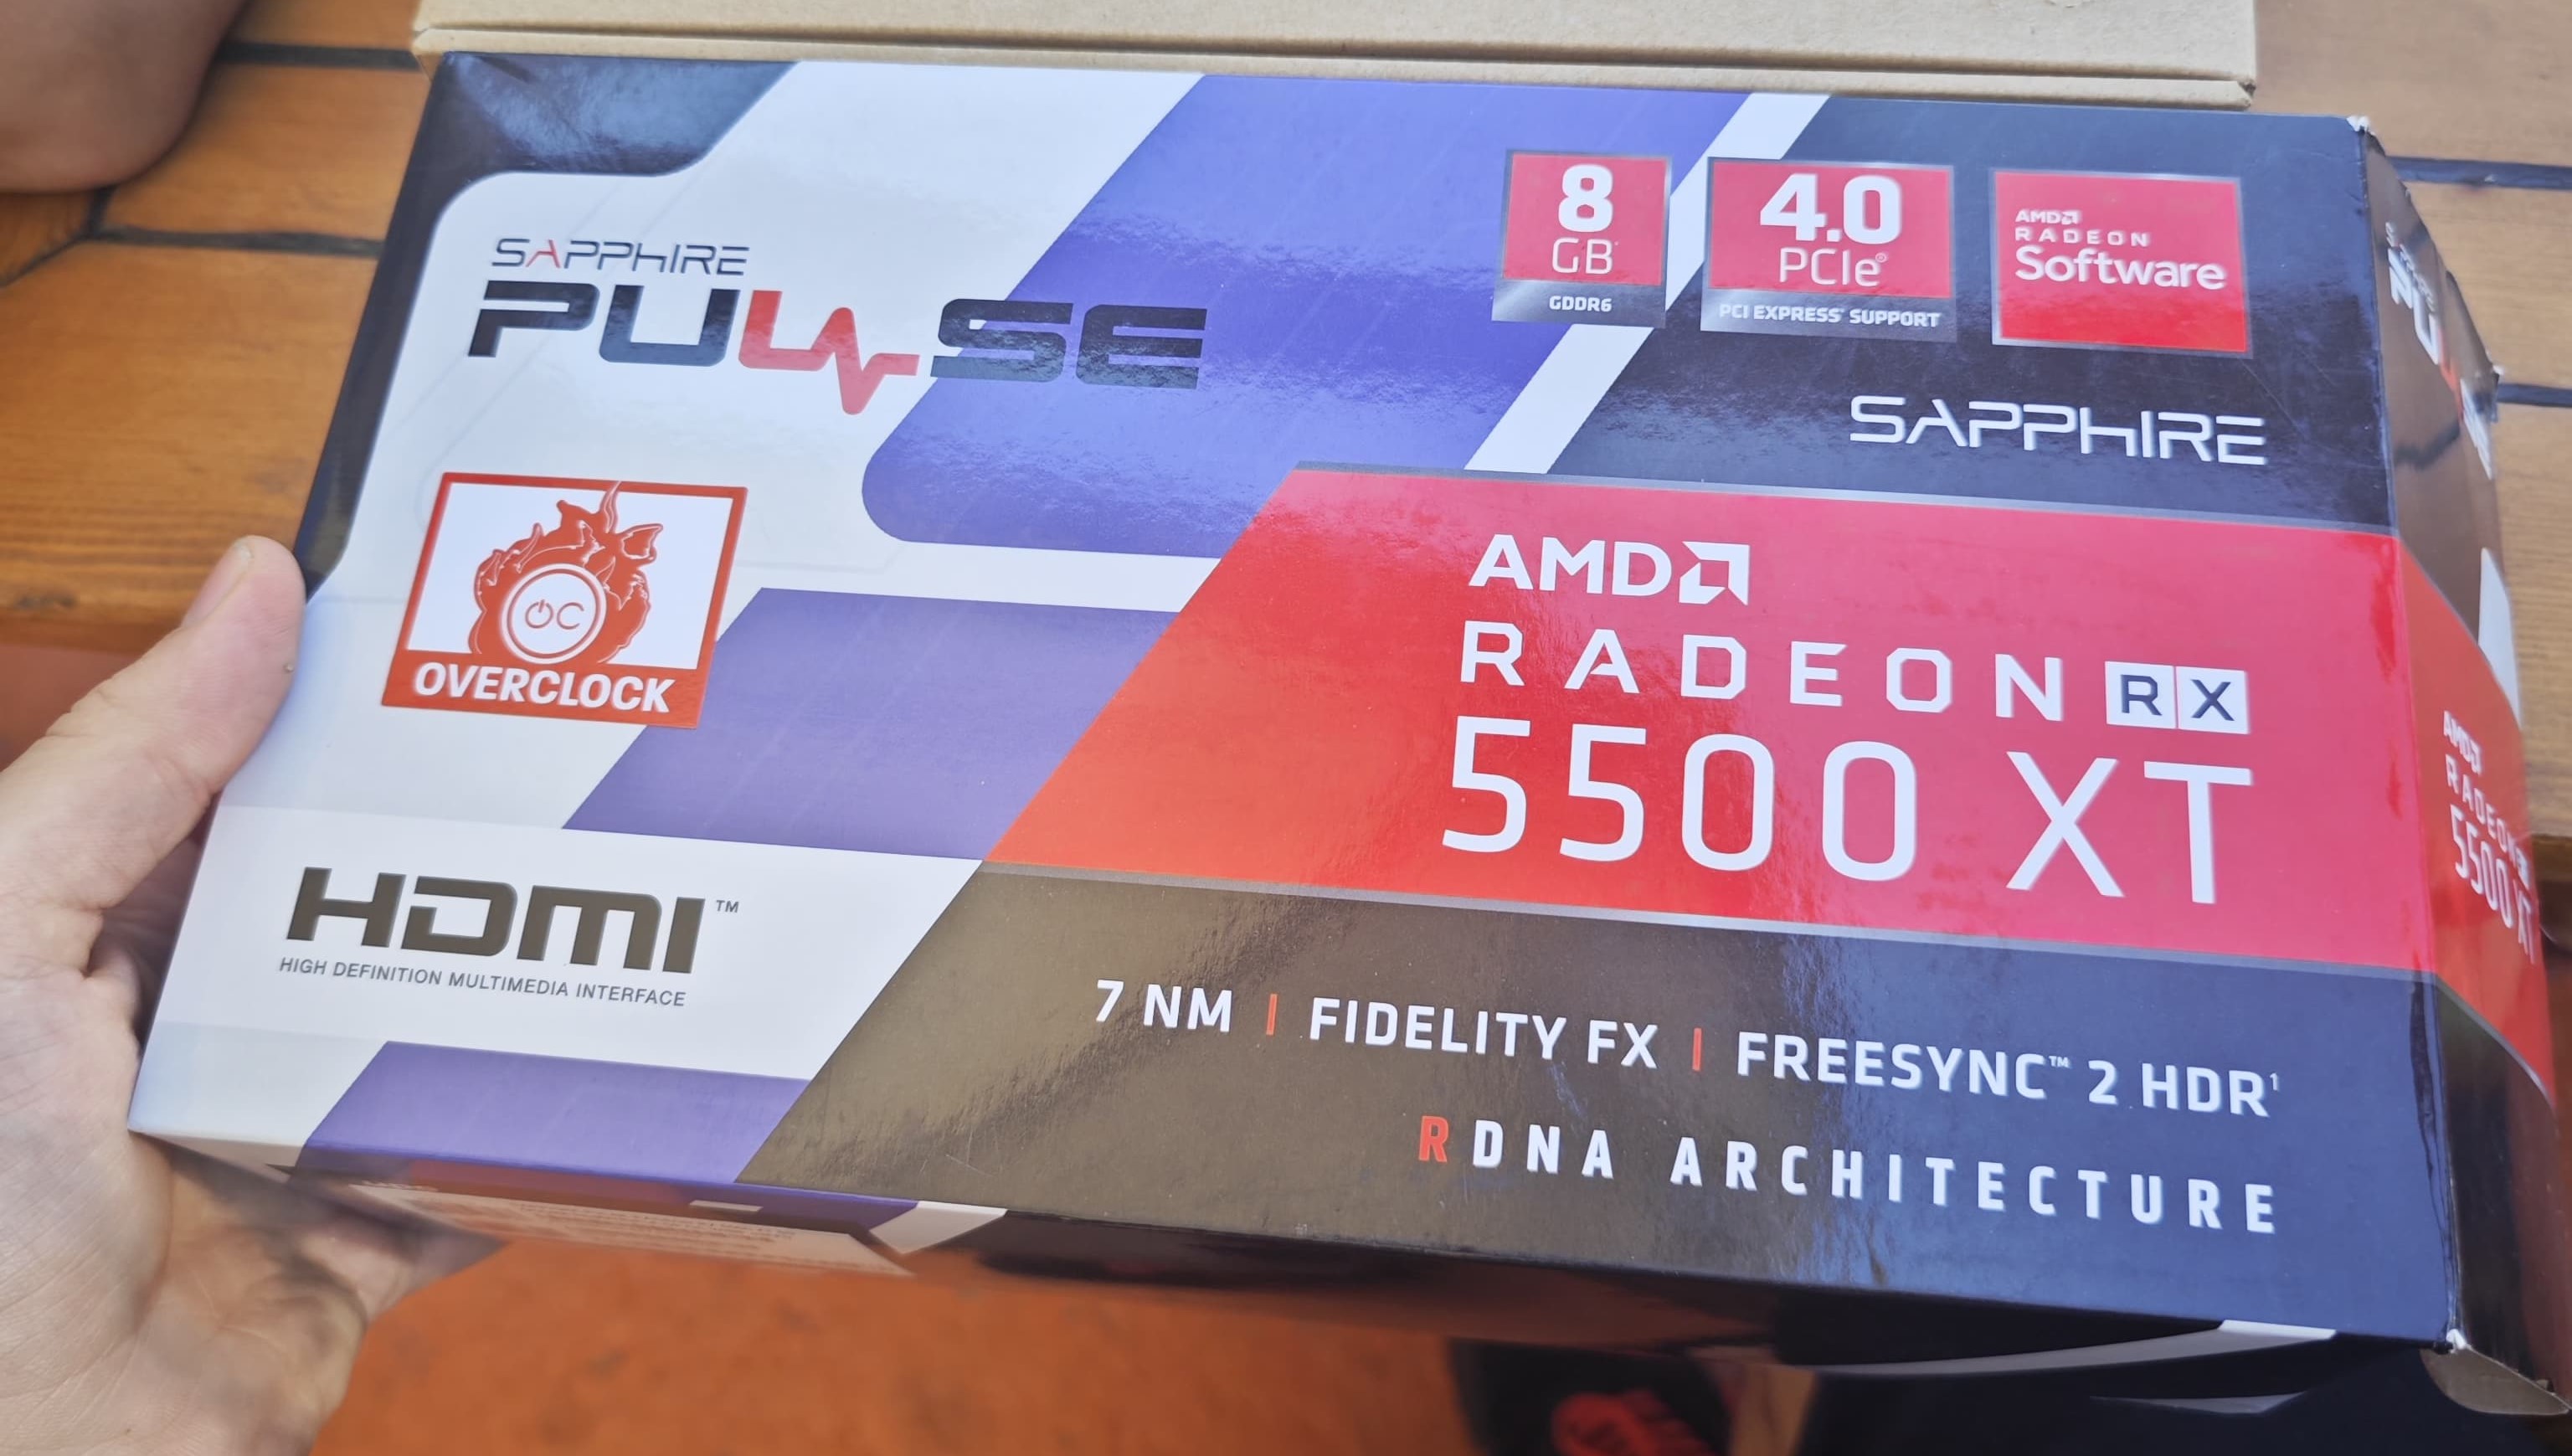 SAPPHIRE
PULSE
8
GB
GDDR6
4.0
PCIe®
PCI EXPRESS® SUPPORT
AMD
RADEON
Software
SAPPHIRE
OC
OVERCLOCK
AMD
RADEON RX
5500 XT
HDMI™
HIGH DEFINITION MULTIMEDIA INTERFACE
7 NM | FIDELITY FX | FREESYNC™ 2 HDR¹
RDNA ARCHITECTURE
AMD
RADEON
5500 XT